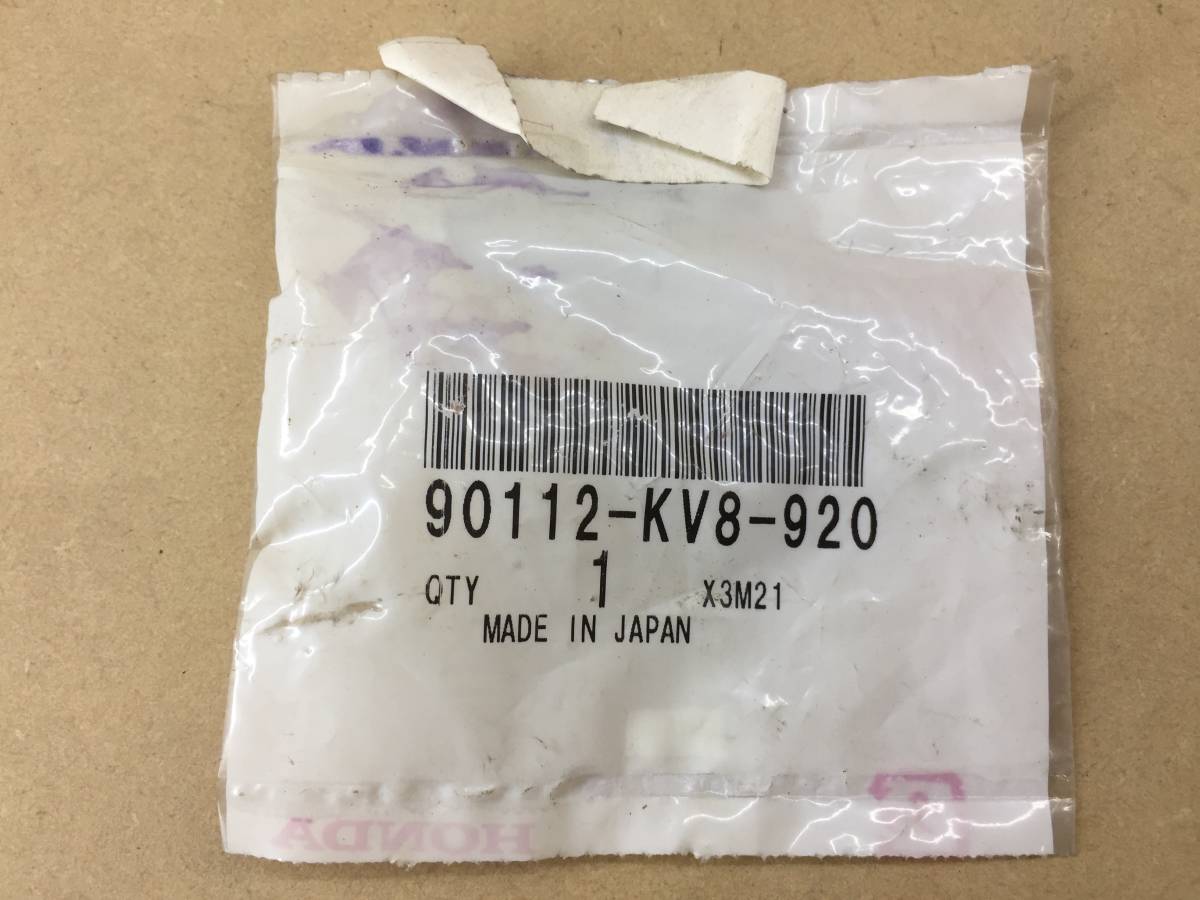 90112-KV8-920
QTY 1 X3M21
MADE IN JAPAN
HONDA